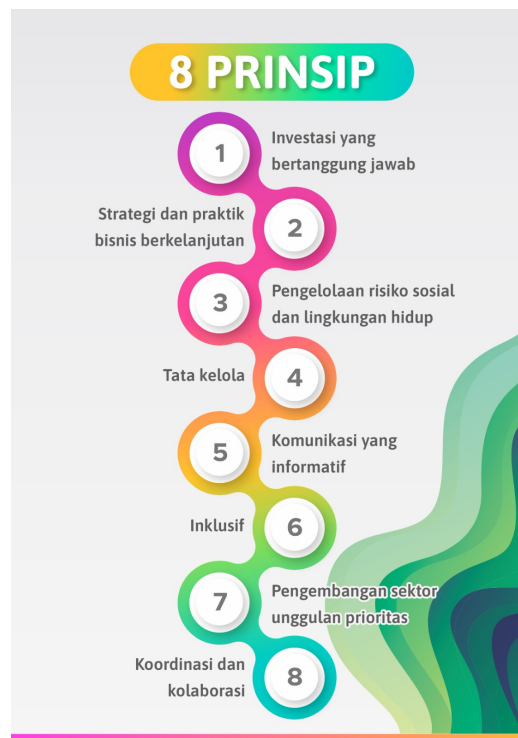 8 PRINSIP
1
Investasi yang
bertanggung jawab
Strategi dan praktik
bisnis berkelanjutan
2
3
Pengelolaan risiko sosial
dan lingkungan hidup
Tata kelola
4
5
Komunikasi yang
informatif
Inklusif
6
7
Pengembangan sektor
unggulan prioritas
Koordinasi dan
kolaborasi
8